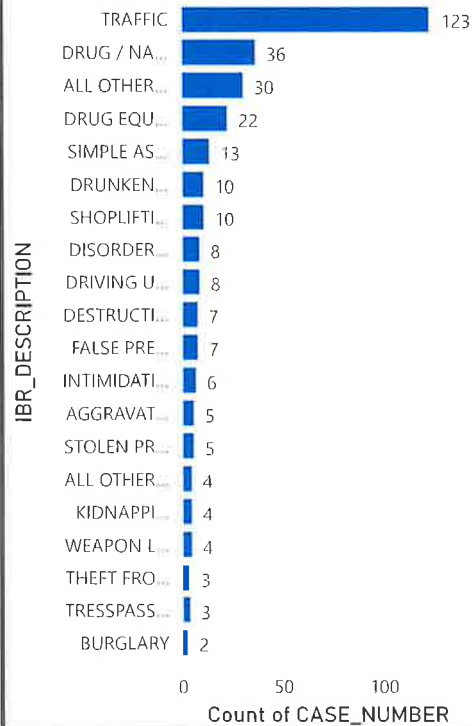 TRAFFIC 123
DRUG / NA... 36
ALL OTHER... 30
DRUG EQU... 22
SIMPLE AS... 13
DRUNKEN... 10
SHOPLIFTI... 10
DISORDER... 8
DRIVING U... 8
DESTRUCTI... 7
FALSE PRE... 7
INTIMIDATI... 6
AGGRAVAT... 5
STOLEN PR... 5
ALL OTHER... 4
KIDNAPPI... 4
WEAPON L... 4
THEFT FRO... 3
TRESSPASS... 3
BURGLARY 2
IBR_DESCRIPTION
0 50 100
Count of CASE_NUMBER